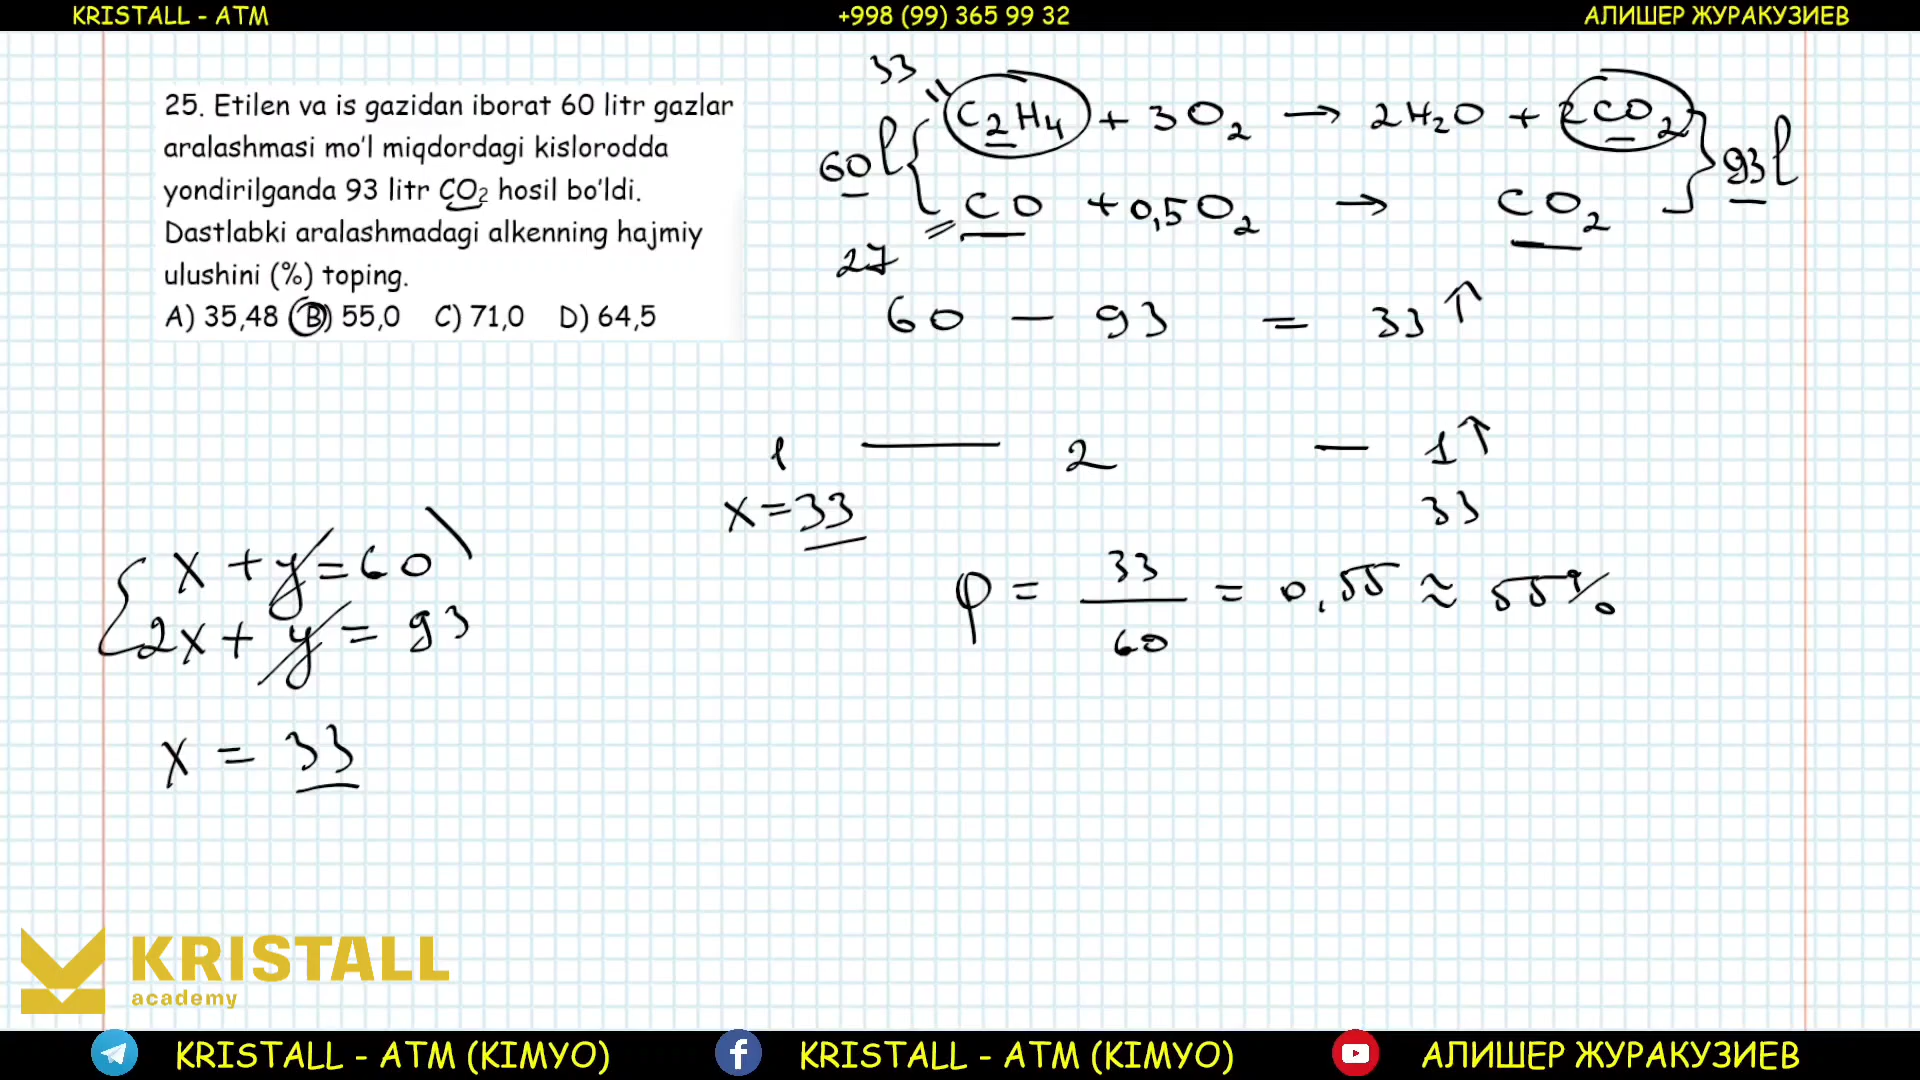 KRISTALL - ATM
+998 (99) 365 99 32
АЛИШЕР ЖУРАКУЗИЕВ
25. Etilen va is gazidan iborat 60 litr gazlar
aralashmasi mo'l miqdordagi kislorodda
yondirilganda 93 litr CO₂ hosil bo'ldi.
Dastlabki aralashmadagi alkenning hajmiy
ulushini (%) toping.
A) 35,48 B) 55,0 C) 71,0 D) 64,5
33
C₂H₄ + 3O₂ → 2H₂O + 2CO₂
60 l
93 l
CO + 0,5O₂ → CO₂
27
60 — 93 = 33↑
1 — 2 — 1↑
x = 33
33
x + y = 60
2x + y = 93
x = 33
φ = 33/60 = 0,55 ≈ 55%
KRISTALL
academy
KRISTALL - ATM (KIMYO)
KRISTALL - ATM (KIMYO)
АЛИШЕР ЖУРАКУЗИЕВ